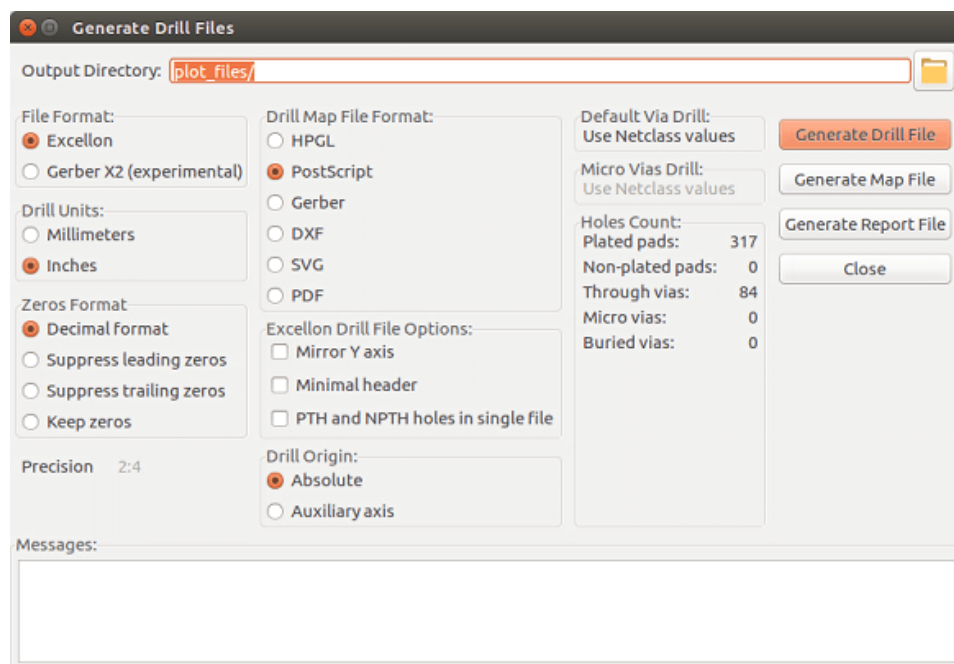 Generate Drill Files
Output Directory: plot_files/
File Format:
Excellon
Gerber X2 (experimental)
Drill Units:
Millimeters
Inches
Zeros Format
Decimal format
Suppress leading zeros
Suppress trailing zeros
Keep zeros
Precision 2:4
Drill Map File Format:
HPGL
PostScript
Gerber
DXF
SVG
PDF
Excellon Drill File Options:
Mirror Y axis
Minimal header
PTH and NPTH holes in single file
Drill Origin:
Absolute
Auxiliary axis
Default Via Drill:
Use Netclass values
Micro Vias Drill:
Use Netclass values
Holes Count:
Plated pads: 317
Non-plated pads: 0
Through vias: 84
Micro vias: 0
Buried vias: 0
Generate Drill File
Generate Map File
Generate Report File
Close
Messages: